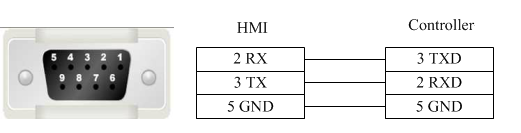 HMI Controller
5 4 3 2 1
9 8 7 6
2 RX 3 TXD
3 TX 2 RXD
5 GND 5 GND